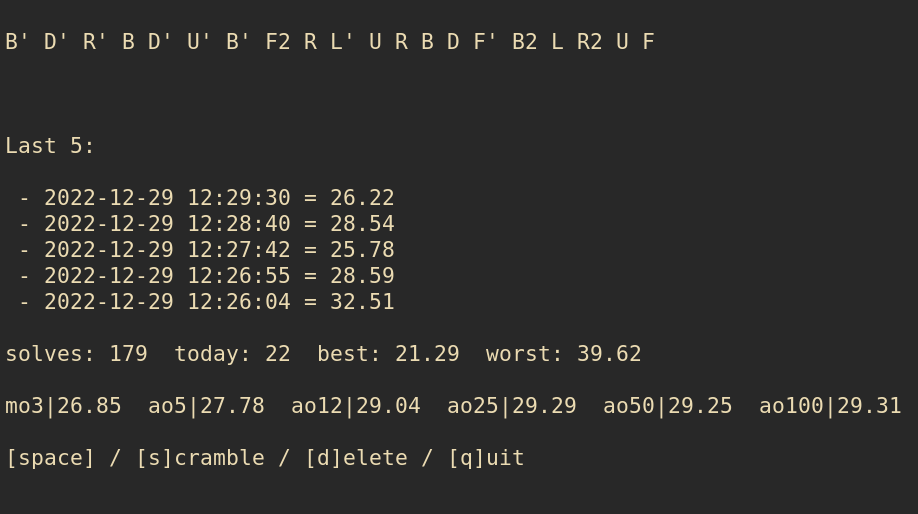 B' D' R' B D' U' B' F2 R L' U R B D F' B2 L R2 U F
Last 5:
- 2022-12-29 12:29:30 = 26.22
- 2022-12-29 12:28:40 = 28.54
- 2022-12-29 12:27:42 = 25.78
- 2022-12-29 12:26:55 = 28.59
- 2022-12-29 12:26:04 = 32.51
solves: 179  today: 22  best: 21.29  worst: 39.62
mo3|26.85  ao5|27.78  ao12|29.04  ao25|29.29  ao50|29.25  ao100|29.31
[space] / [s]cramble / [d]elete / [q]uit